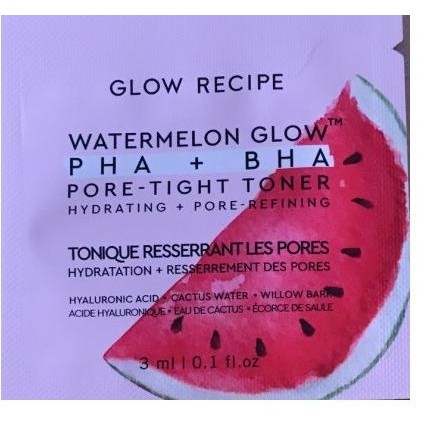 GLOW RECIPE
WATERMELON GLOW™
PHA + BHA
PORE-TIGHT TONER
HYDRATING + PORE-REFINING
TONIQUE RESSERRANT LES PORES
HYDRATATION + RESSERREMENT DES PORES
HYALURONIC ACID • CACTUS WATER • WILLOW BARK
ACIDE HYALURONIQUE • EAU DE CACTUS • ÉCORCE DE SAULE
3 ml | 0.1 fl.oz